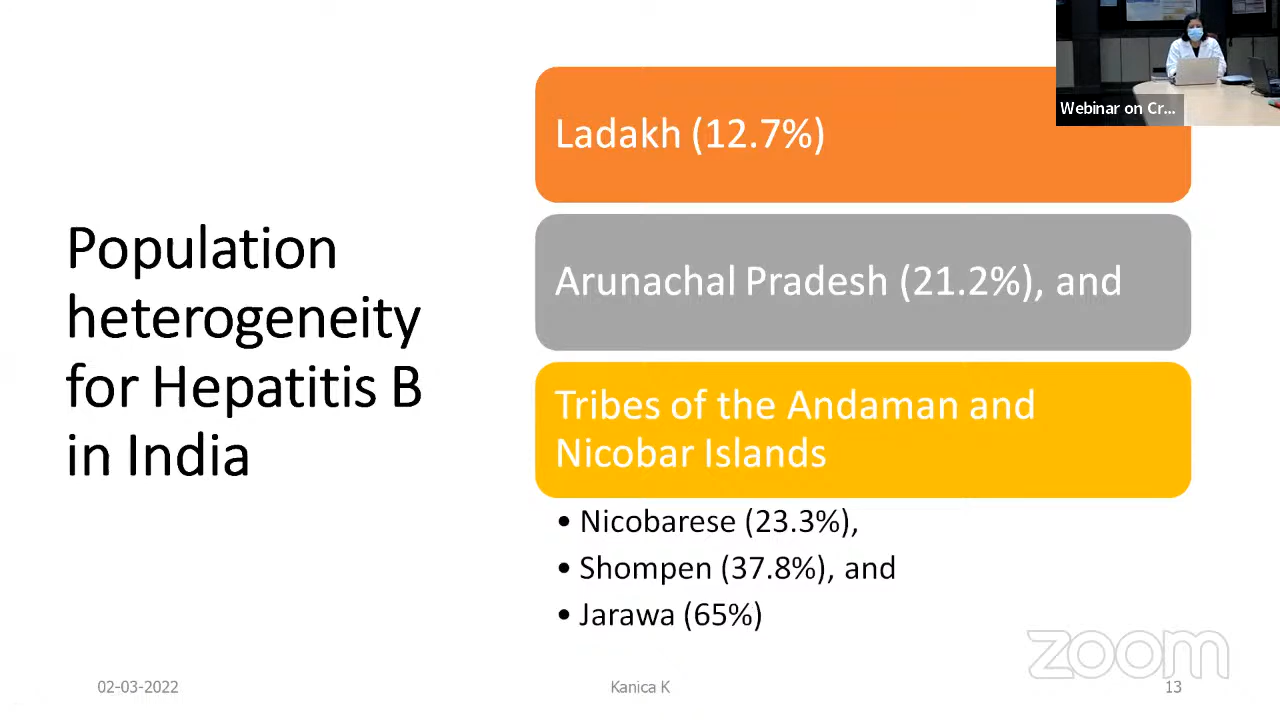 Webinar on Cr...
Ladakh (12.7%)
Population
heterogeneity
for Hepatitis B
in India
Arunachal Pradesh (21.2%), and
Tribes of the Andaman and
Nicobar Islands
• Nicobarese (23.3%),
• Shompen (37.8%), and
• Jarawa (65%)
zoom
02-03-2022
Kanica K
13